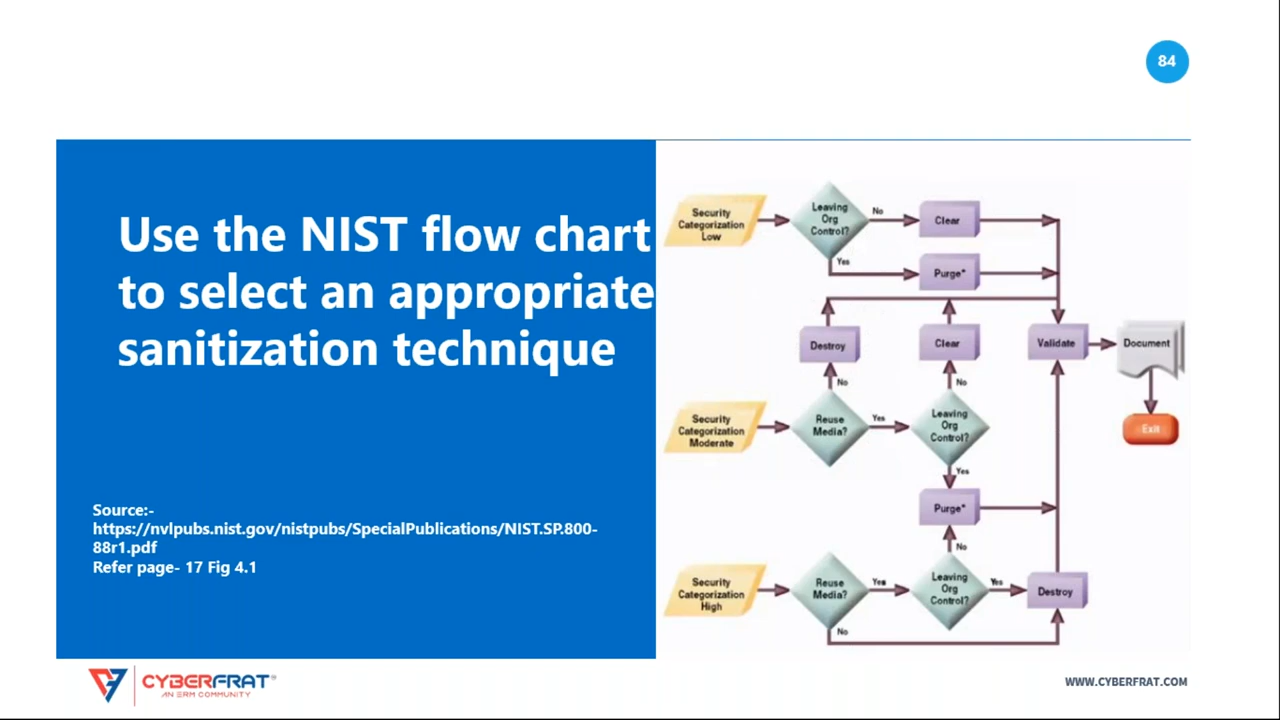 84
Use the NIST flow chart
to select an appropriate
sanitization technique
Source:-
https://nvlpubs.nist.gov/nistpubs/SpecialPublications/NIST.SP.800-
88r1.pdf
Refer page- 17 Fig 4.1
Security
Categorization
Low
Leaving
Org
Control?
No
Clear
Yes
Purge*
Destroy
Clear
Validate
Document
No
No
Security
Categorization
Moderate
Reuse
Media?
Yes
Leaving
Org
Control?
Exit
Yes
Purge*
No
Security
Categorization
High
Reuse
Media?
Yes
Leaving
Org
Control?
Yes
Destroy
No
CYBERFRAT
AN ERM COMMUNITY
WWW.CYBERFRAT.COM